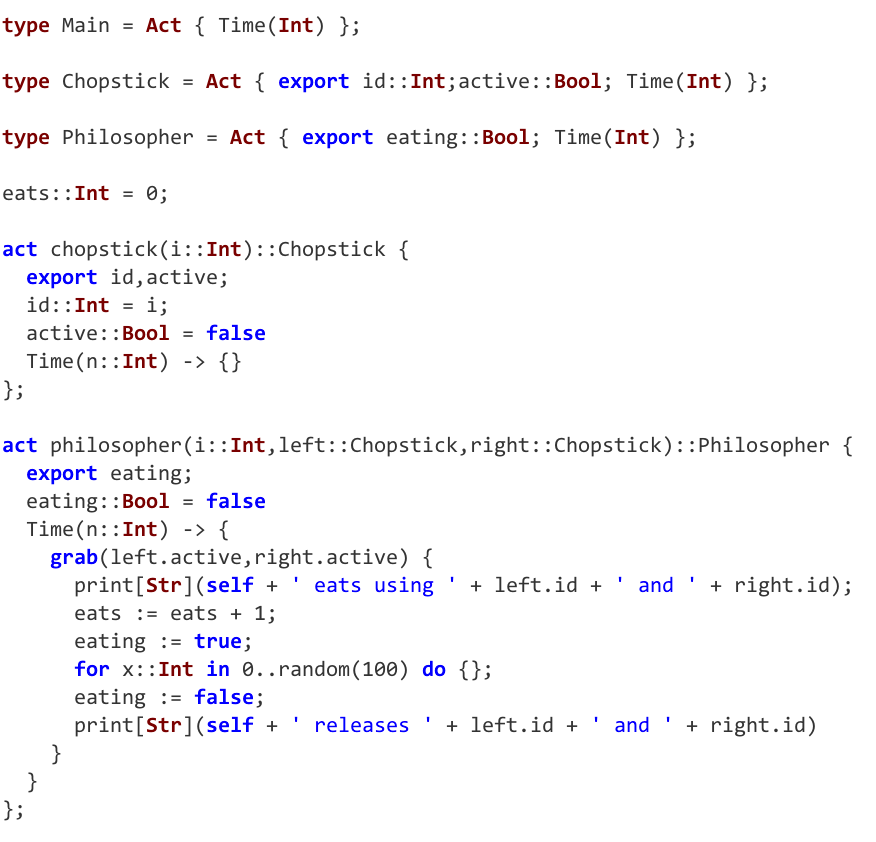 type Main = Act { Time(Int) };
type Chopstick = Act { export id::Int;active::Bool; Time(Int) };
type Philosopher = Act { export eating::Bool; Time(Int) };
eats::Int = 0;
act chopstick(i::Int)::Chopstick {
  export id,active;
  id::Int = i;
  active::Bool = false
  Time(n::Int) -> {}
};
act philosopher(i::Int,left::Chopstick,right::Chopstick)::Philosopher {
  export eating;
  eating::Bool = false
  Time(n::Int) -> {
    grab(left.active,right.active) {
      print[Str](self + ' eats using ' + left.id + ' and ' + right.id);
      eats := eats + 1;
      eating := true;
      for x::Int in 0..random(100) do {};
      eating := false;
      print[Str](self + ' releases ' + left.id + ' and ' + right.id)
    }
  }
};